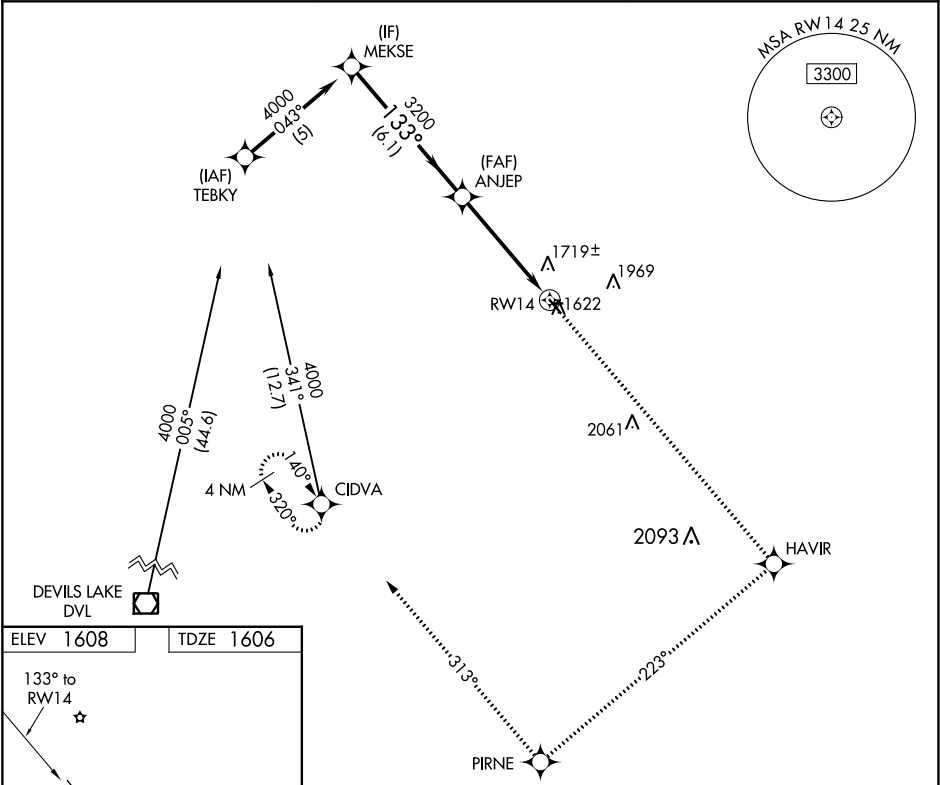 MSA RW14 25 NM
3300
(IF)
MEKSE
4000
043°
(5)
(IAF)
TEBKY
3200
133°
(6.1)
(FAF)
ANJEP
1719±
1969
RW14
1622
4000
005°
(44.6)
4000
341°
(12.7)
2061
4 NM
140°
320°
CIDVA
2093
HAVIR
DEVILS LAKE
DVL
313°
223°
PIRNE
ELEV 1608
TDZE 1606
133° to
RW14